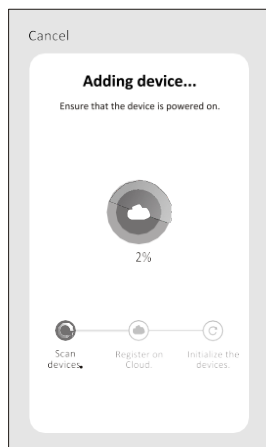 Cancel
Adding device...
Ensure that the device is powered on.
2%
Scan
devices.
Register on
Cloud.
Initialize the
devices.